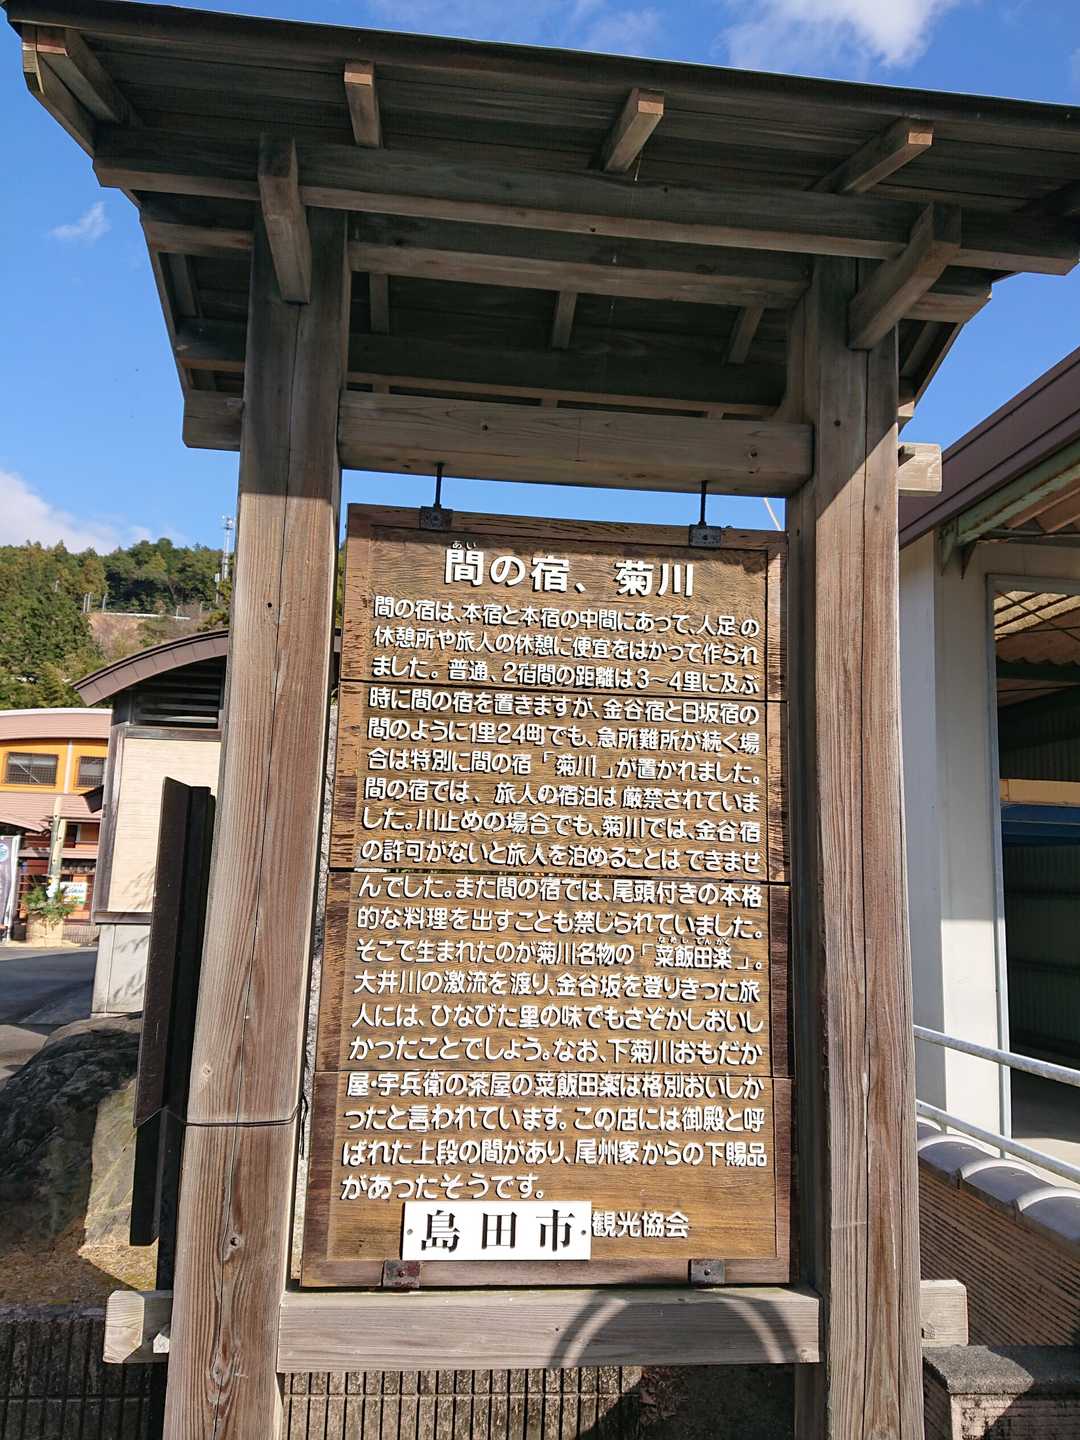 あい
間の宿、菊川
間の宿は、本宿と本宿の中間にあって、人足の
休憩所や旅人の休憩に便宜をはかって作られ
ました。普通、2宿間の距離は3〜4里に及ぶ
時に間の宿を置きますが、金谷宿と日坂宿の
間のように1里24町でも、急所難所が続く場
合は特別に間の宿「菊川」が置かれました。
間の宿では、旅人の宿泊は厳禁されていま
した。川止めの場合でも、菊川では、金谷宿
の許可がないと旅人を泊めることはできませ
んでした。また間の宿では、尾頭付きの本格
的な料理を出すことも禁じられていました。
なめしでんがく
そこで生まれたのが菊川名物の「菜飯田楽」。
大井川の激流を渡り、金谷坂を登りきった旅
人には、ひなびた里の味でもさぞかしおいし
かったことでしょう。なお、下菊川おもだか
屋・宇兵衛の茶屋の菜飯田楽は格別おいしか
ったと言われています。この店には御殿と呼
ばれた上段の間があり、尾州家からの下賜品
があったそうです。
島田市観光協会